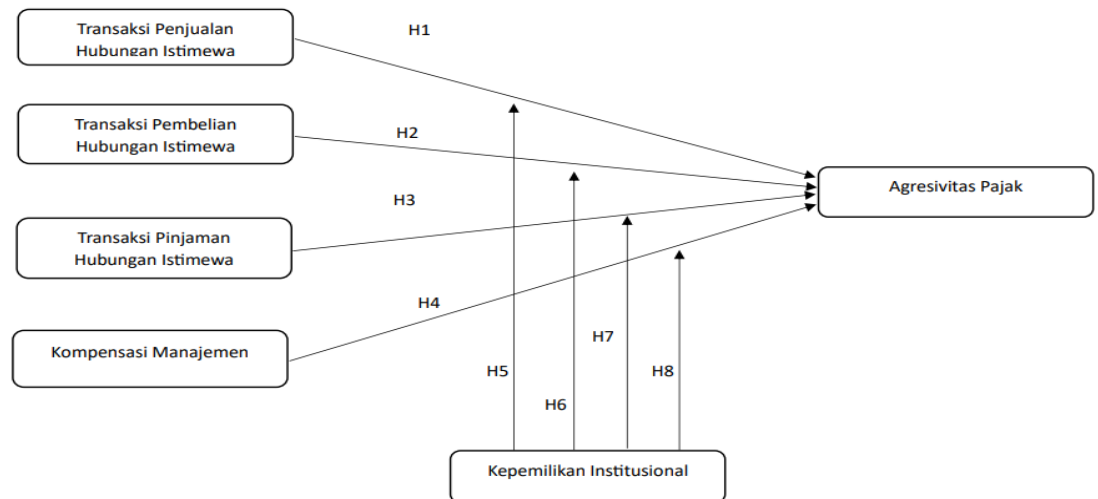 Transaksi Penjualan
Hubungan Istimewa
H1
Transaksi Pembelian
Hubungan Istimewa
H2
Agresivitas Pajak
H3
Transaksi Pinjaman
Hubungan Istimewa
H4
Kompensasi Manajemen
H5
H6
H7
H8
Kepemilikan Institusional